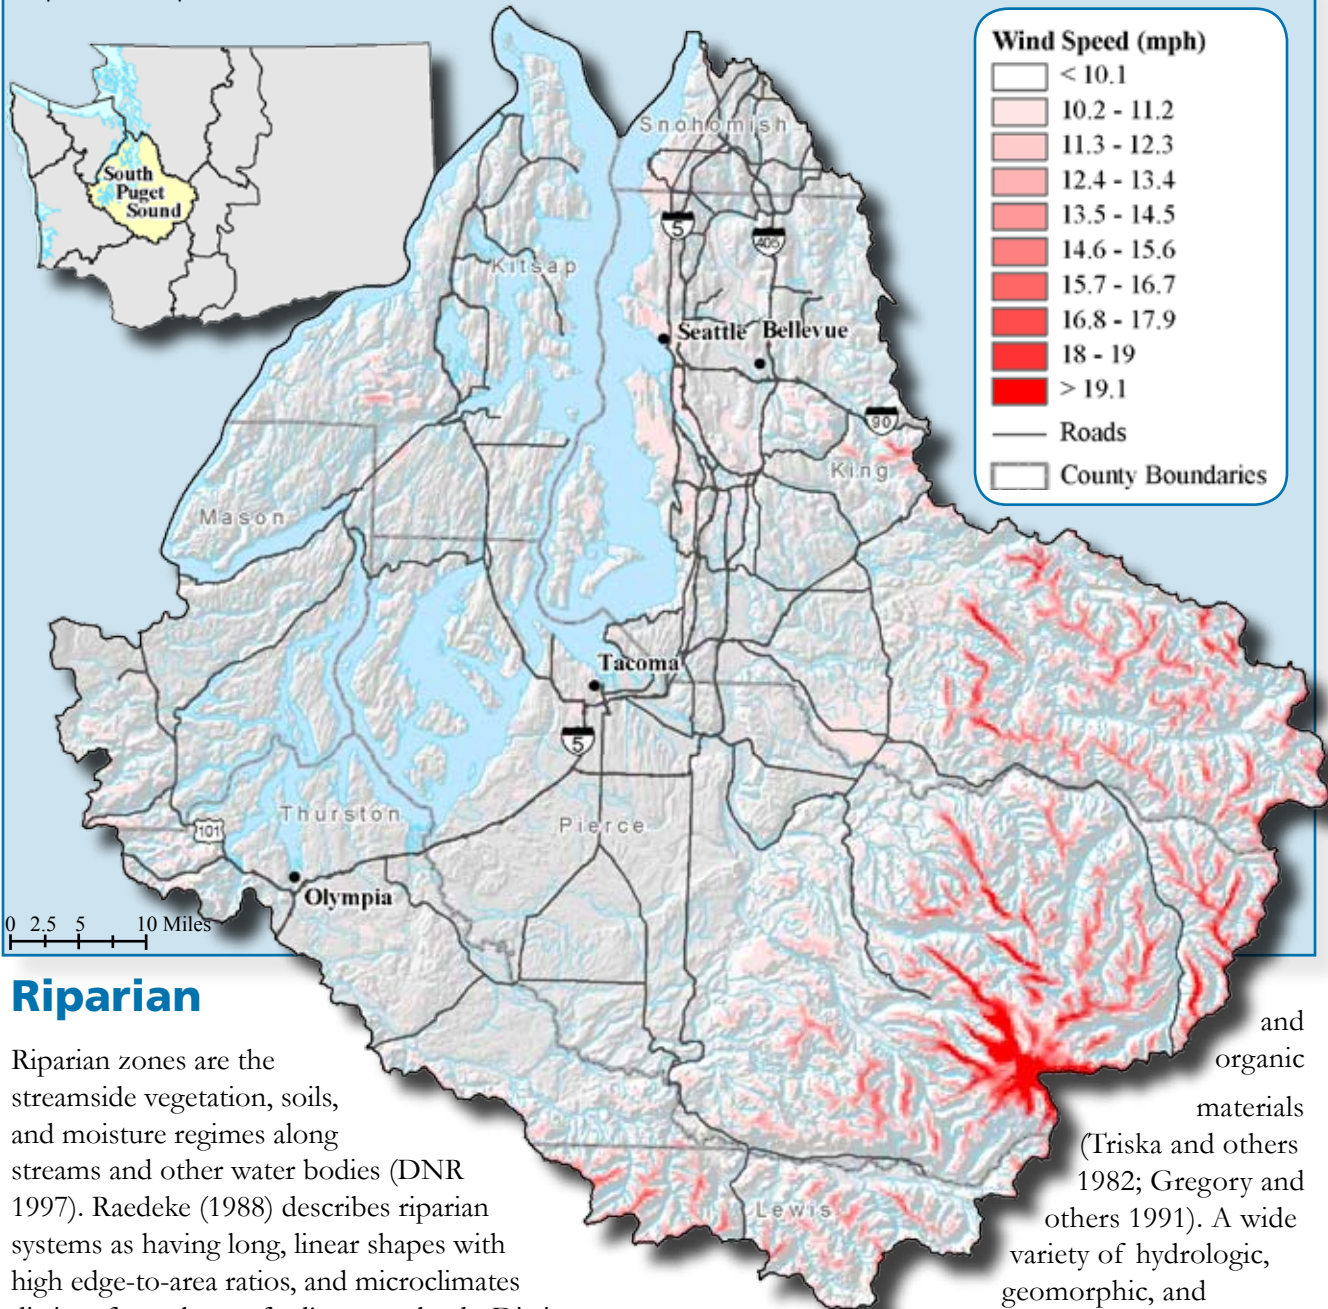 South
Puget
Sound
Wind Speed (mph)
< 10.1
10.2 - 11.2
11.3 - 12.3
12.4 - 13.4
13.5 - 14.5
14.6 - 15.6
15.7 - 16.7
16.8 - 17.9
18 - 19
> 19.1
Roads
County Boundaries
Snohomish
5
405
Kitsap
Seattle Bellevue
90
King
Mason
Tacoma
5
Thurston
Pierce
101
Olympia
0 2.5 5 10 Miles
Lewis
Riparian
Riparian zones are the
streamside vegetation, soils,
and moisture regimes along
streams and other water bodies (DNR
1997). Raedeke (1988) describes riparian
systems as having long, linear shapes with
high edge-to-area ratios, and microclimates
and
organic
materials
(Triska and others
1982; Gregory and
others 1991). A wide
variety of hydrologic,
geomorphic, and